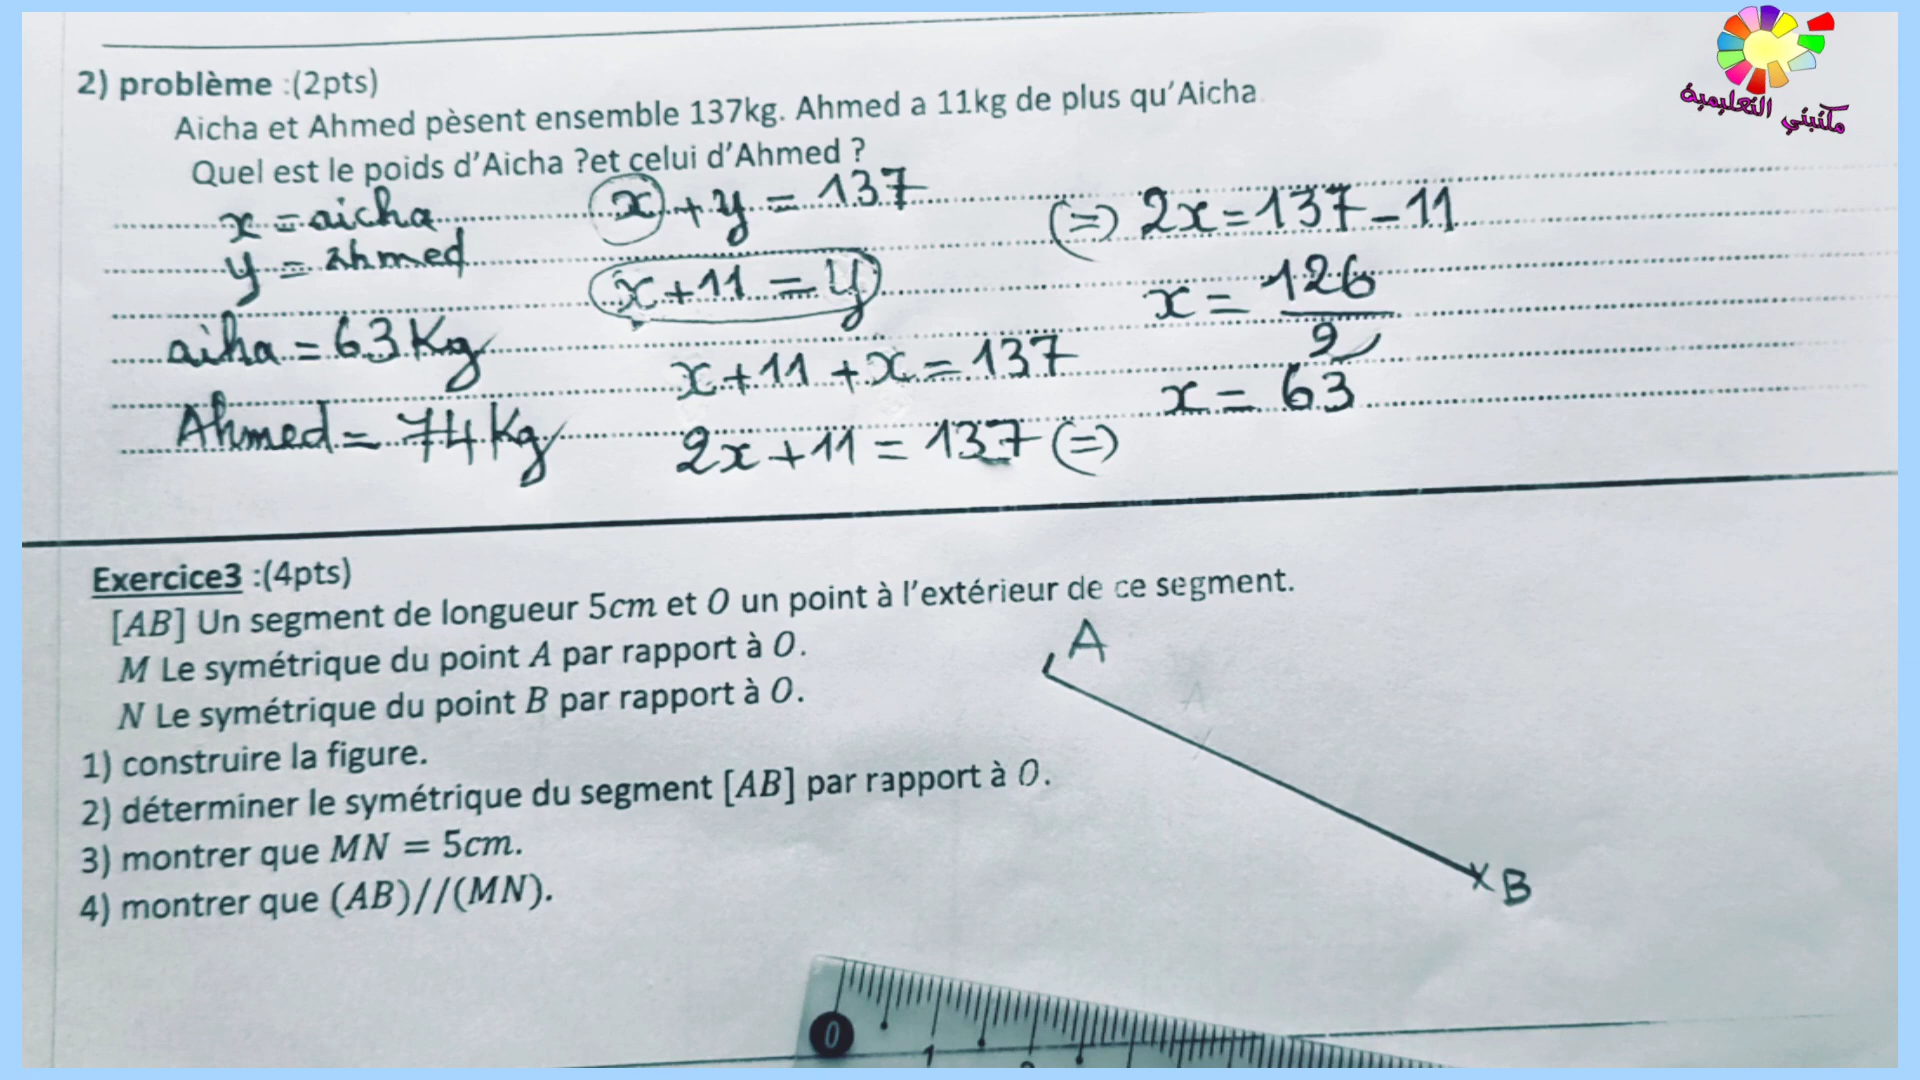 مكتبتي التعليمية
2) problème :(2pts)
Aicha et Ahmed pèsent ensemble 137kg. Ahmed a 11kg de plus qu'Aicha.
Quel est le poids d'Aicha ?et celui d'Ahmed ?
x = aicha
y = ahmed
aiha = 63 Kg
Ahmed = 74 Kg
x + y = 137
x + 11 = y
x + 11 + x = 137
2x + 11 = 137 (=)
(=) 2x = 137 - 11
x = 126
2
x = 63
Exercice3 :(4pts)
[AB] Un segment de longueur 5cm et O un point à l'extérieur de ce segment.
M Le symétrique du point A par rapport à O.
N Le symétrique du point B par rapport à O.
1) construire la figure.
2) déterminer le symétrique du segment [AB] par rapport à O.
3) montrer que MN = 5cm.
4) montrer que (AB)//(MN).
A
B
0
1